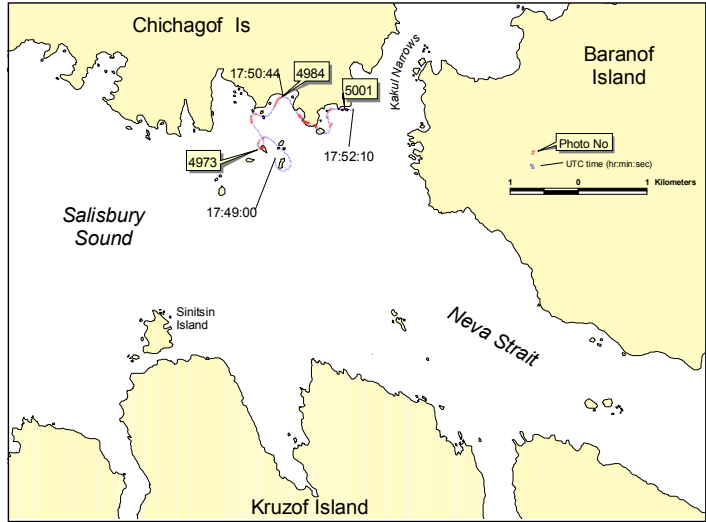 Chichagof Is
Kakul Narrows
Baranof
Island
17:50:44
4984
5001
4973
17:52:10
17:49:00
Photo No
UTC time (hr:min:sec)
1 0 1 Kilometers
Salisbury
Sound
Sinitsin
Island
Neva Strait
Kruzof Island